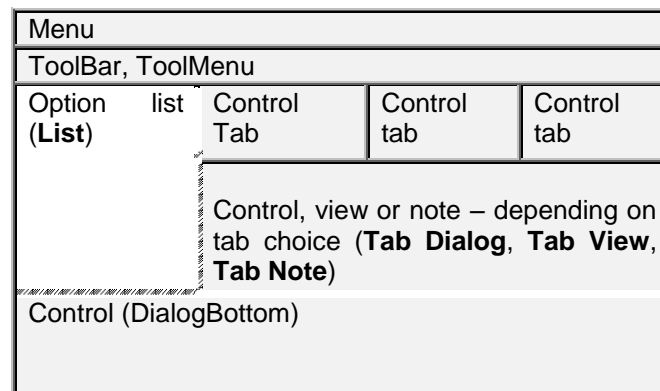 Menu
ToolBar, ToolMenu
Option list
(List)
Control
Tab
Control
tab
Control
tab
Control, view or note – depending on
tab choice (Tab Dialog, Tab View,
Tab Note)
Control (DialogBottom)